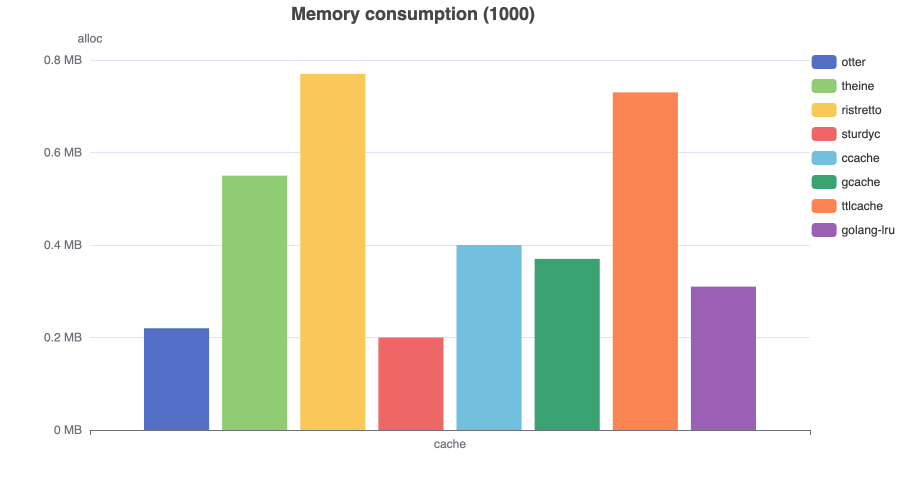 Memory consumption (1000)
alloc
0.8 MB
0.6 MB
0.4 MB
0.2 MB
0 MB
cache
otter
theine
ristretto
sturdyc
ccache
gcache
ttlcache
golang-lru